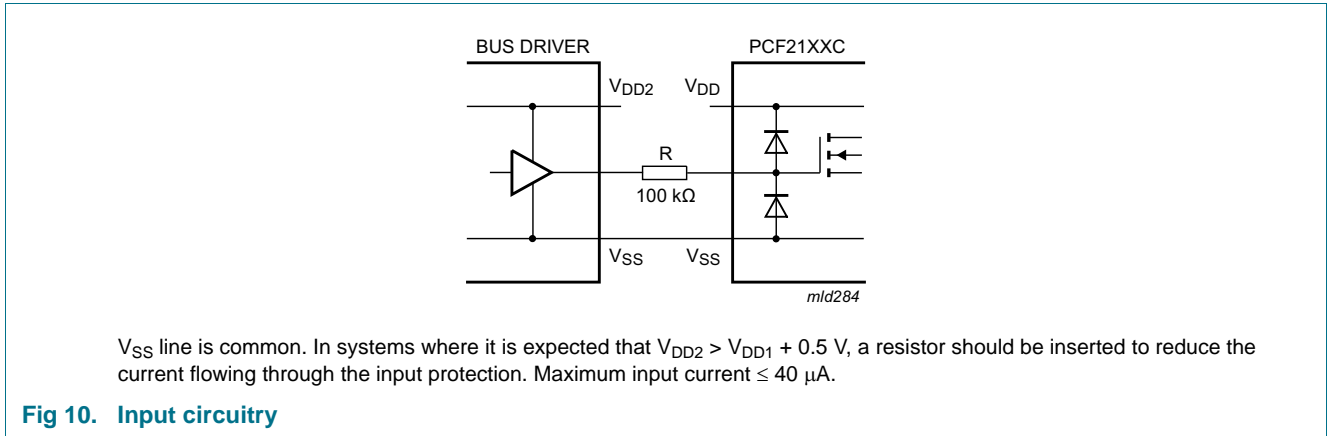 BUS DRIVER
PCF21XXC
VDD2
VDD
R
100 kΩ
VSS
VSS
mld284
VSS line is common. In systems where it is expected that VDD2 > VDD1 + 0.5 V, a resistor should be inserted to reduce the
current flowing through the input protection. Maximum input current ≤ 40 μA.
Fig 10. Input circuitry